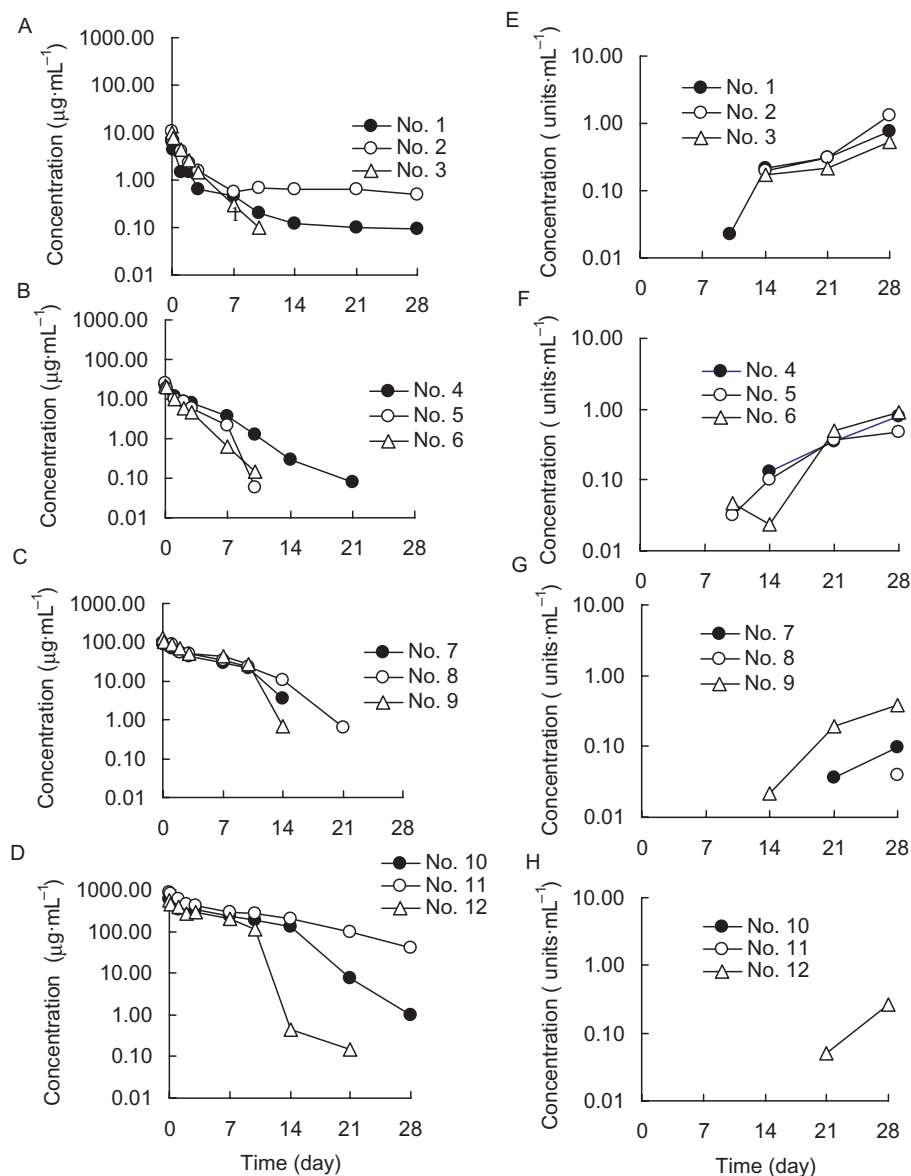 A
Concentration (μg·mL⁻¹)
1000.00
100.00
10.00
1.00
0.10
0.01
No. 1
No. 2
No. 3
0 7 14 21 28
B
Concentration (μg·mL⁻¹)
1000.00
100.00
10.00
1.00
0.10
0.01
No. 4
No. 5
No. 6
0 7 14 21 28
C
Concentration (μg·mL⁻¹)
1000.00
100.00
10.00
1.00
0.10
0.01
No. 7
No. 8
No. 9
0 7 14 21 28
D
Concentration (μg·mL⁻¹)
1000.00
100.00
10.00
1.00
0.10
0.01
No. 10
No. 11
No. 12
0 7 14 21 28
Time (day)
E
Concentration ( units·mL⁻¹)
10.00
1.00
0.10
0.01
No. 1
No. 2
No. 3
0 7 14 21 28
F
Concentration ( units·mL⁻¹)
10.00
1.00
0.10
0.01
No. 4
No. 5
No. 6
0 7 14 21 28
G
Concentration ( units·mL⁻¹)
10.00
1.00
0.10
0.01
No. 7
No. 8
No. 9
0 7 14 21 28
H
Concentration ( units·mL⁻¹)
10.00
1.00
0.10
0.01
No. 10
No. 11
No. 12
0 7 14 21 28
Time (day)